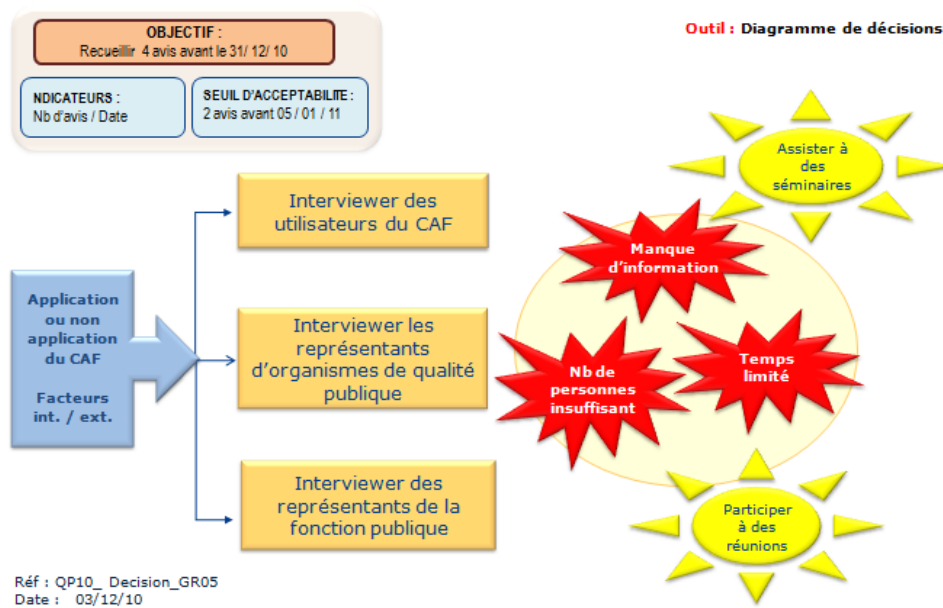 OBJECTIF :
Recueillir 4 avis avant le 31/ 12/ 10
NDICATEURS :
Nb d'avis / Date
SEUIL D'ACCEPTABILITE :
2 avis avant 05 / 01 / 11
Outil : Diagramme de décisions
Assister à
des
séminaires
Interviewer des
utilisateurs du CAF
Manque
d'information
Application
ou non
application
du CAF
Facteurs
int. / ext.
Interviewer les
représentants
d'organismes de qualité
publique
Nb de
personnes
insuffisant
Temps
limité
Interviewer des
représentants de la
fonction publique
Participer
à des
réunions
Réf : QP10_ Decision_GR05
Date : 03/12/10